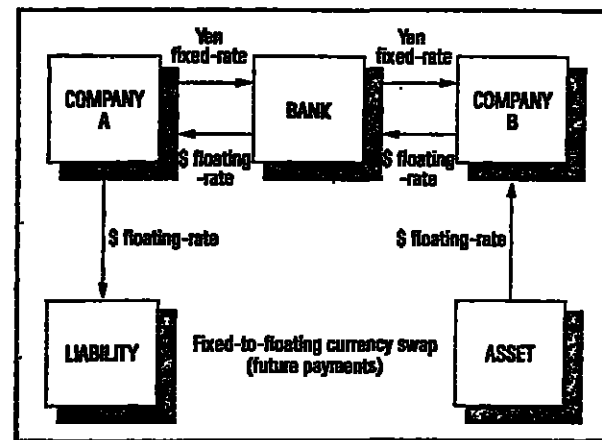 Yen
fixed-rate
Yen
fixed-rate
COMPANY
A
BANK
COMPANY
B
$ floating
-rate
$ floating
-rate
$ floating-rate
$ floating-rate
LIABILITY
Fixed-to-floating currency swap
(future payments)
ASSET